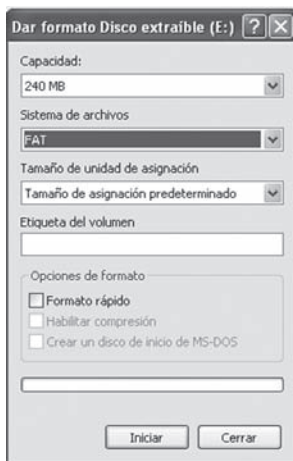 Dar formato Disco extraíble (E:)
Capacidad:
240 MB
Sistema de archivos
FAT
Tamaño de unidad de asignación
Tamaño de asignación predeterminado
Etiqueta del volumen
Opciones de formato
Formato rápido
Habilitar compresión
Crear un disco de inicio de MS-DOS
Iniciar
Cerrar